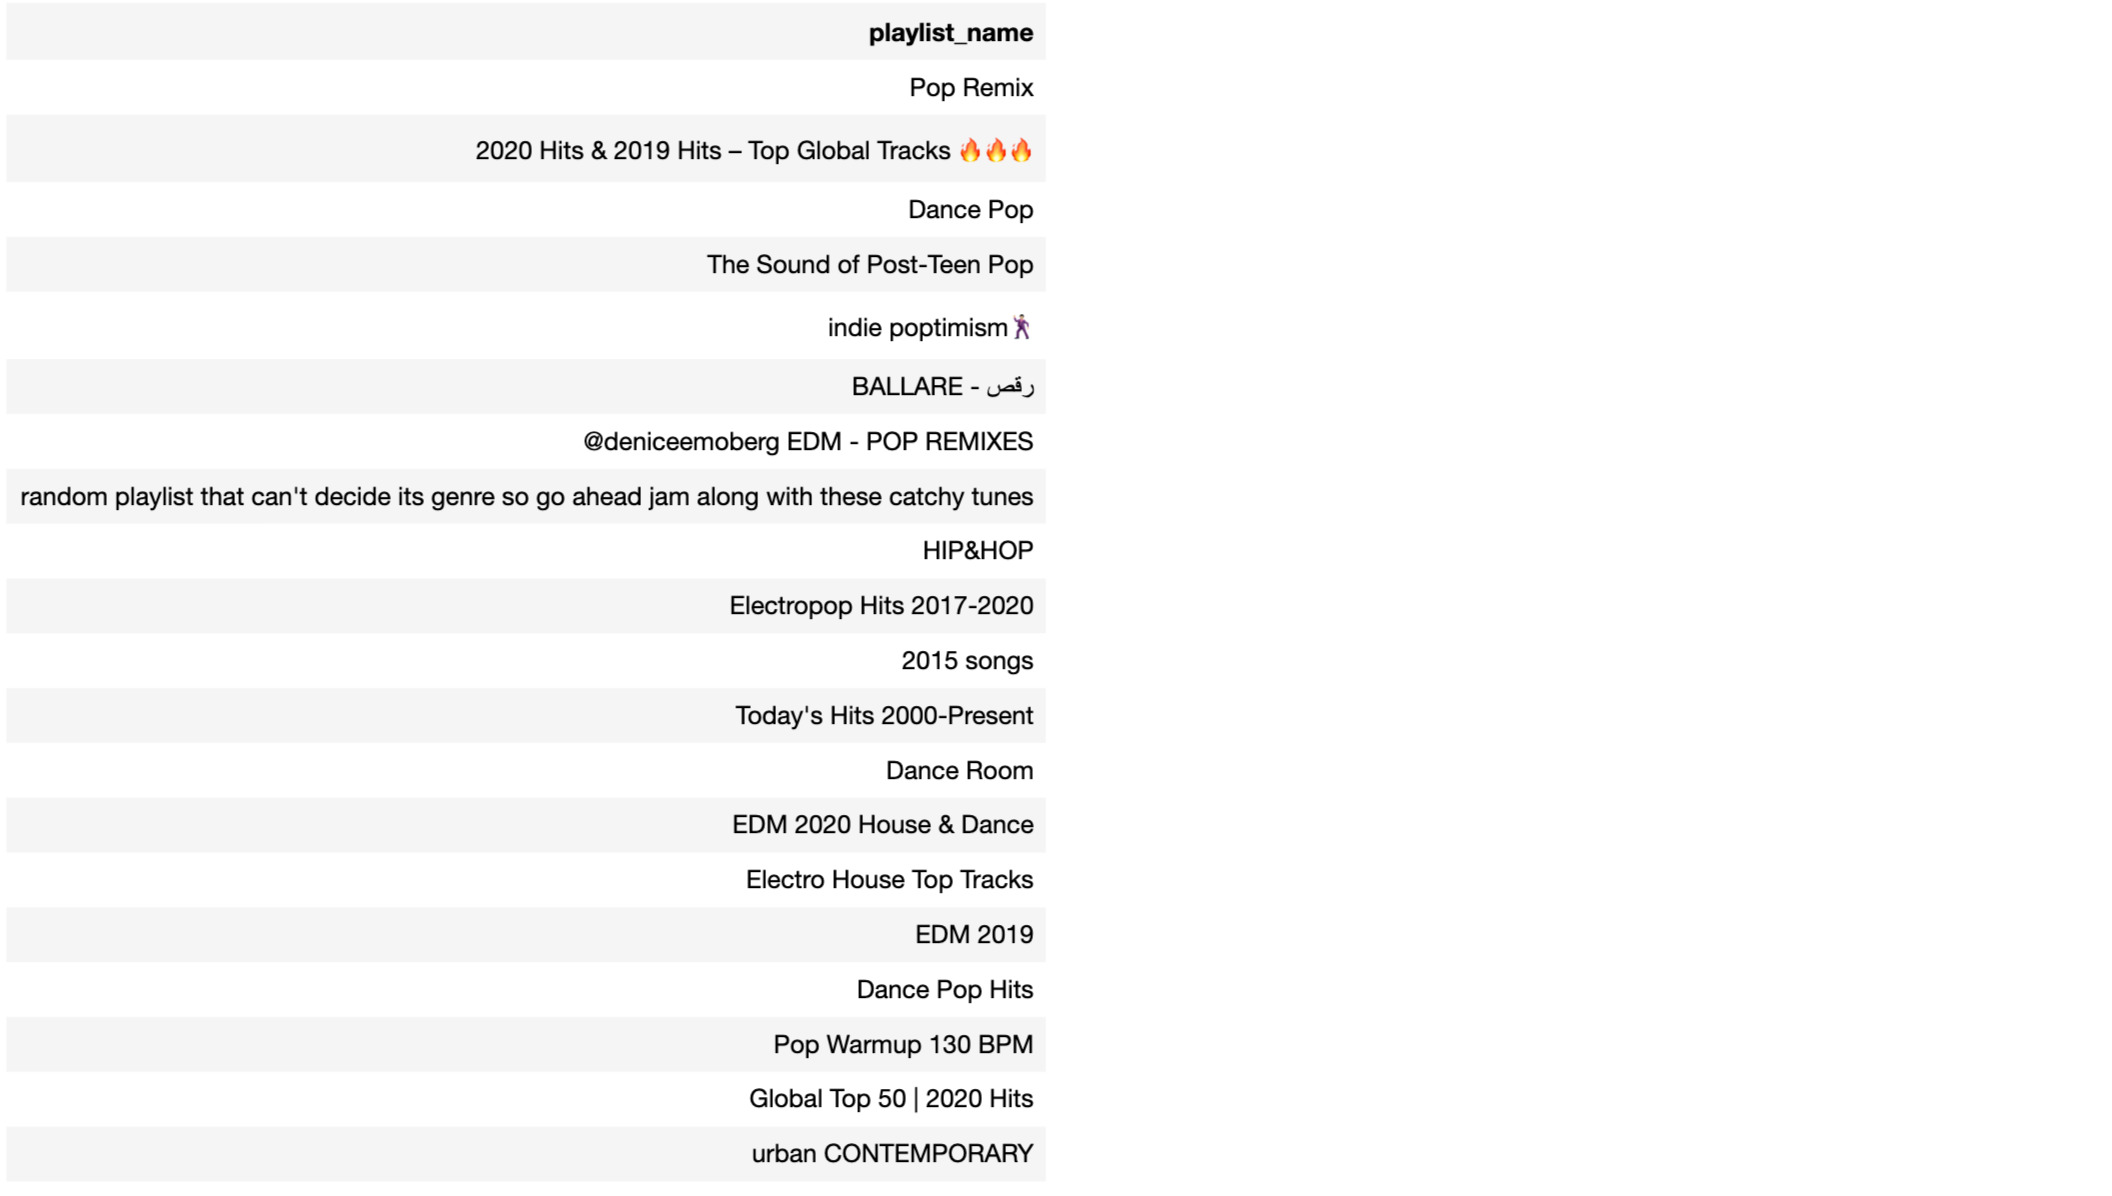 playlist_name
Pop Remix
2020 Hits & 2019 Hits – Top Global Tracks 🔥🔥🔥
Dance Pop
The Sound of Post-Teen Pop
indie poptimism🕺
BALLARE - رقص
@deniceemoberg EDM - POP REMIXES
random playlist that can't decide its genre so go ahead jam along with these catchy tunes
HIP&HOP
Electropop Hits 2017-2020
2015 songs
Today's Hits 2000-Present
Dance Room
EDM 2020 House & Dance
Electro House Top Tracks
EDM 2019
Dance Pop Hits
Pop Warmup 130 BPM
Global Top 50 | 2020 Hits
urban CONTEMPORARY